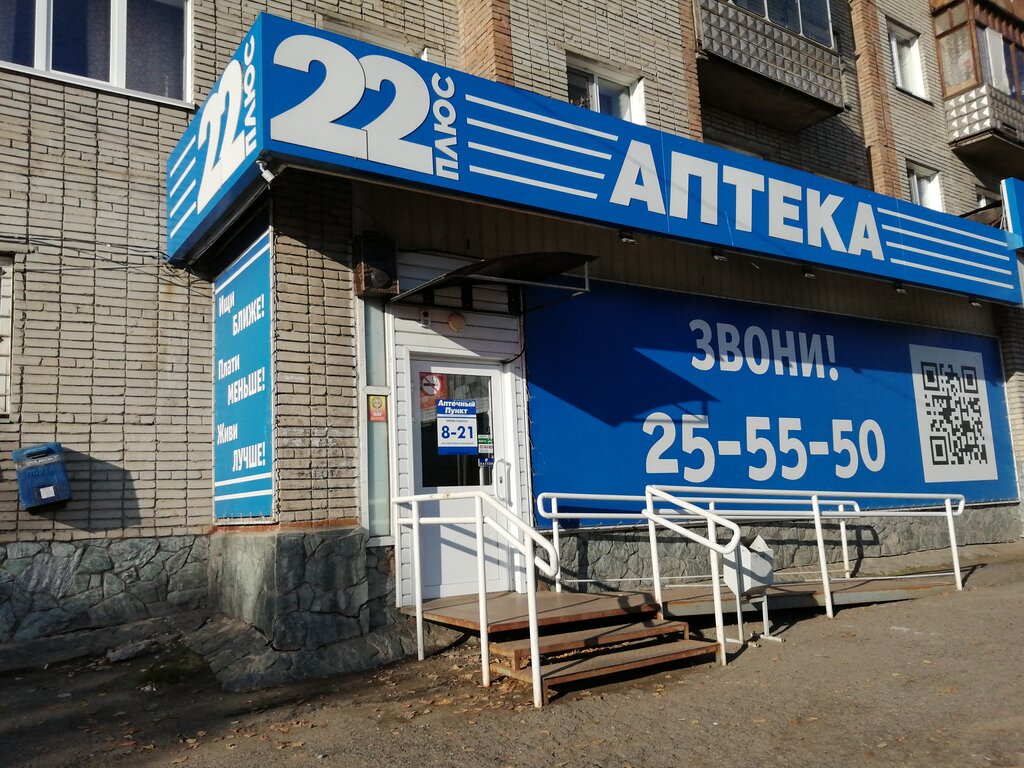 22 ПЛЮС
22 ПЛЮС
АПТЕКА
Ищи
БЛИЖЕ!
Плати
МЕНЬШЕ!
Живи
ЛУЧШЕ!
Аптечный
Пункт
8-21
ЗВОНИ!
25-55-50